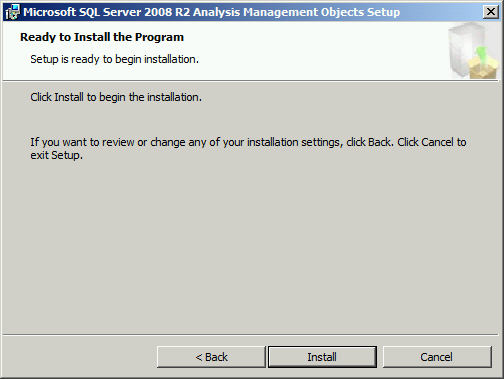 Microsoft SQL Server 2008 R2 Analysis Management Objects Setup
Ready to Install the Program
Setup is ready to begin installation.
Click Install to begin the installation.
If you want to review or change any of your installation settings, click Back. Click Cancel to
exit Setup.
< Back
Install
Cancel